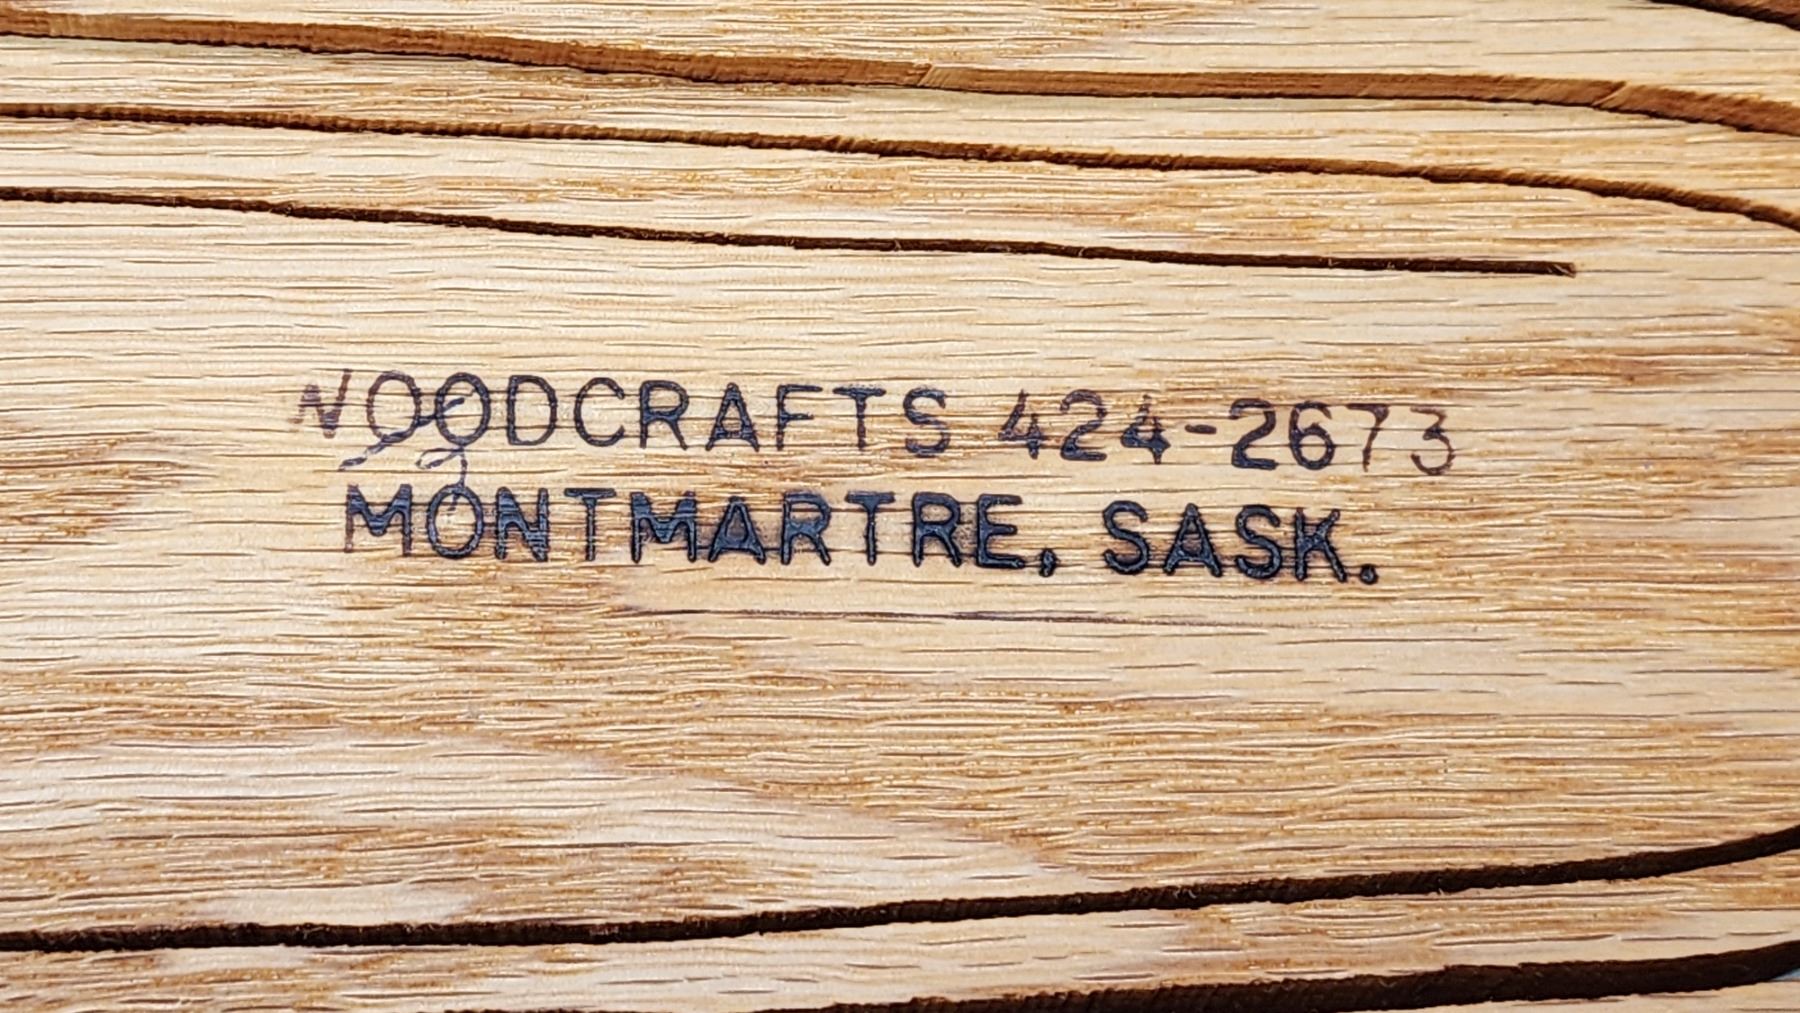 WOODCRAFTS 424-2673
MONTMARTRE, SASK.